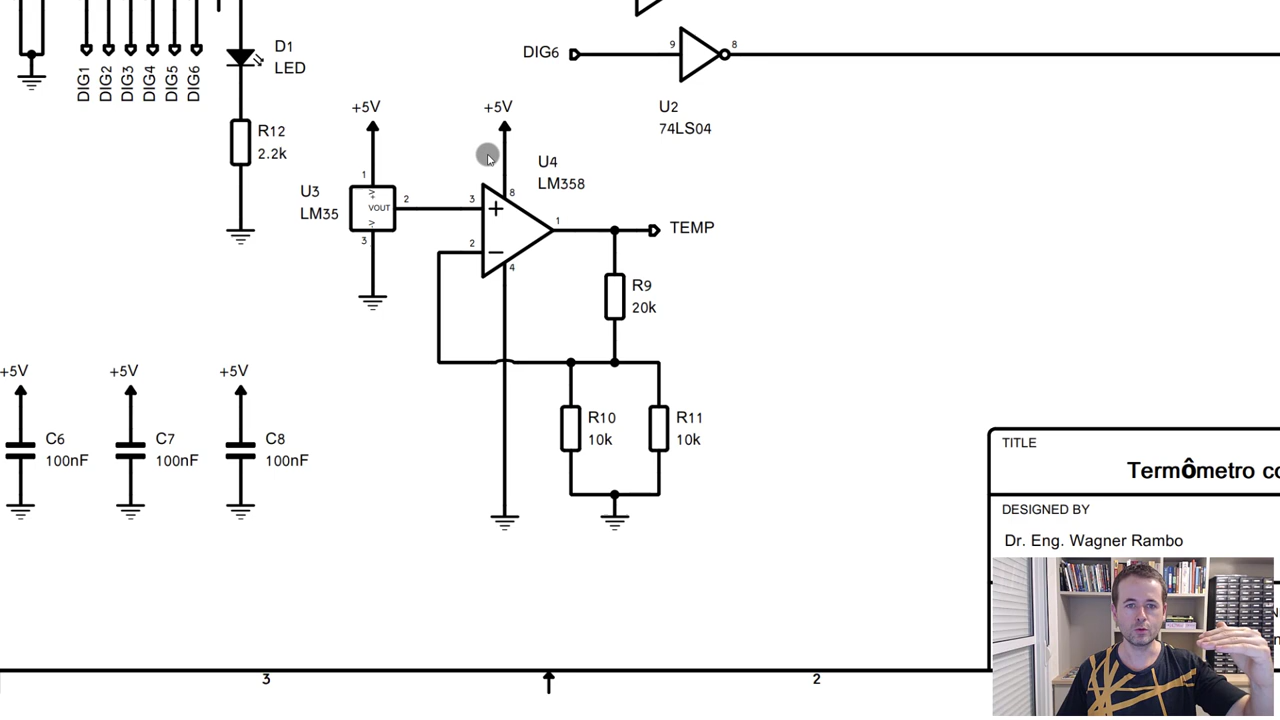 DIG1
DIG2
DIG3
DIG4
DIG5
DIG6
D1
LED
R12
2.2k
DIG6
9
8
U2
74LS04
+5V
+5V
U3
LM35
1
+V
VOUT
-V
2
3
U4
LM358
3
2
8
4
1
+
−
TEMP
R9
20k
R10
10k
R11
10k
+5V
+5V
+5V
C6
100nF
C7
100nF
C8
100nF
TITLE
Termômetro co
DESIGNED BY
Dr. Eng. Wagner Rambo
3
2